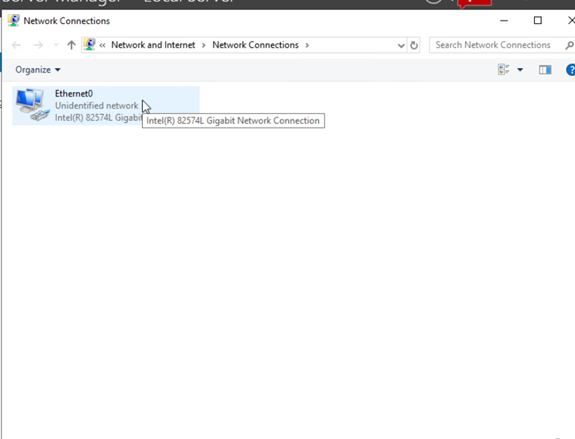 Server Manager Local Server
Network Connections
« Network and Internet › Network Connections ›
Search Network Connections
Organize
?
Ethernet0
Unidentified network
Intel(R) 82574L Gigabit
Intel(R) 82574L Gigabit Network Connection